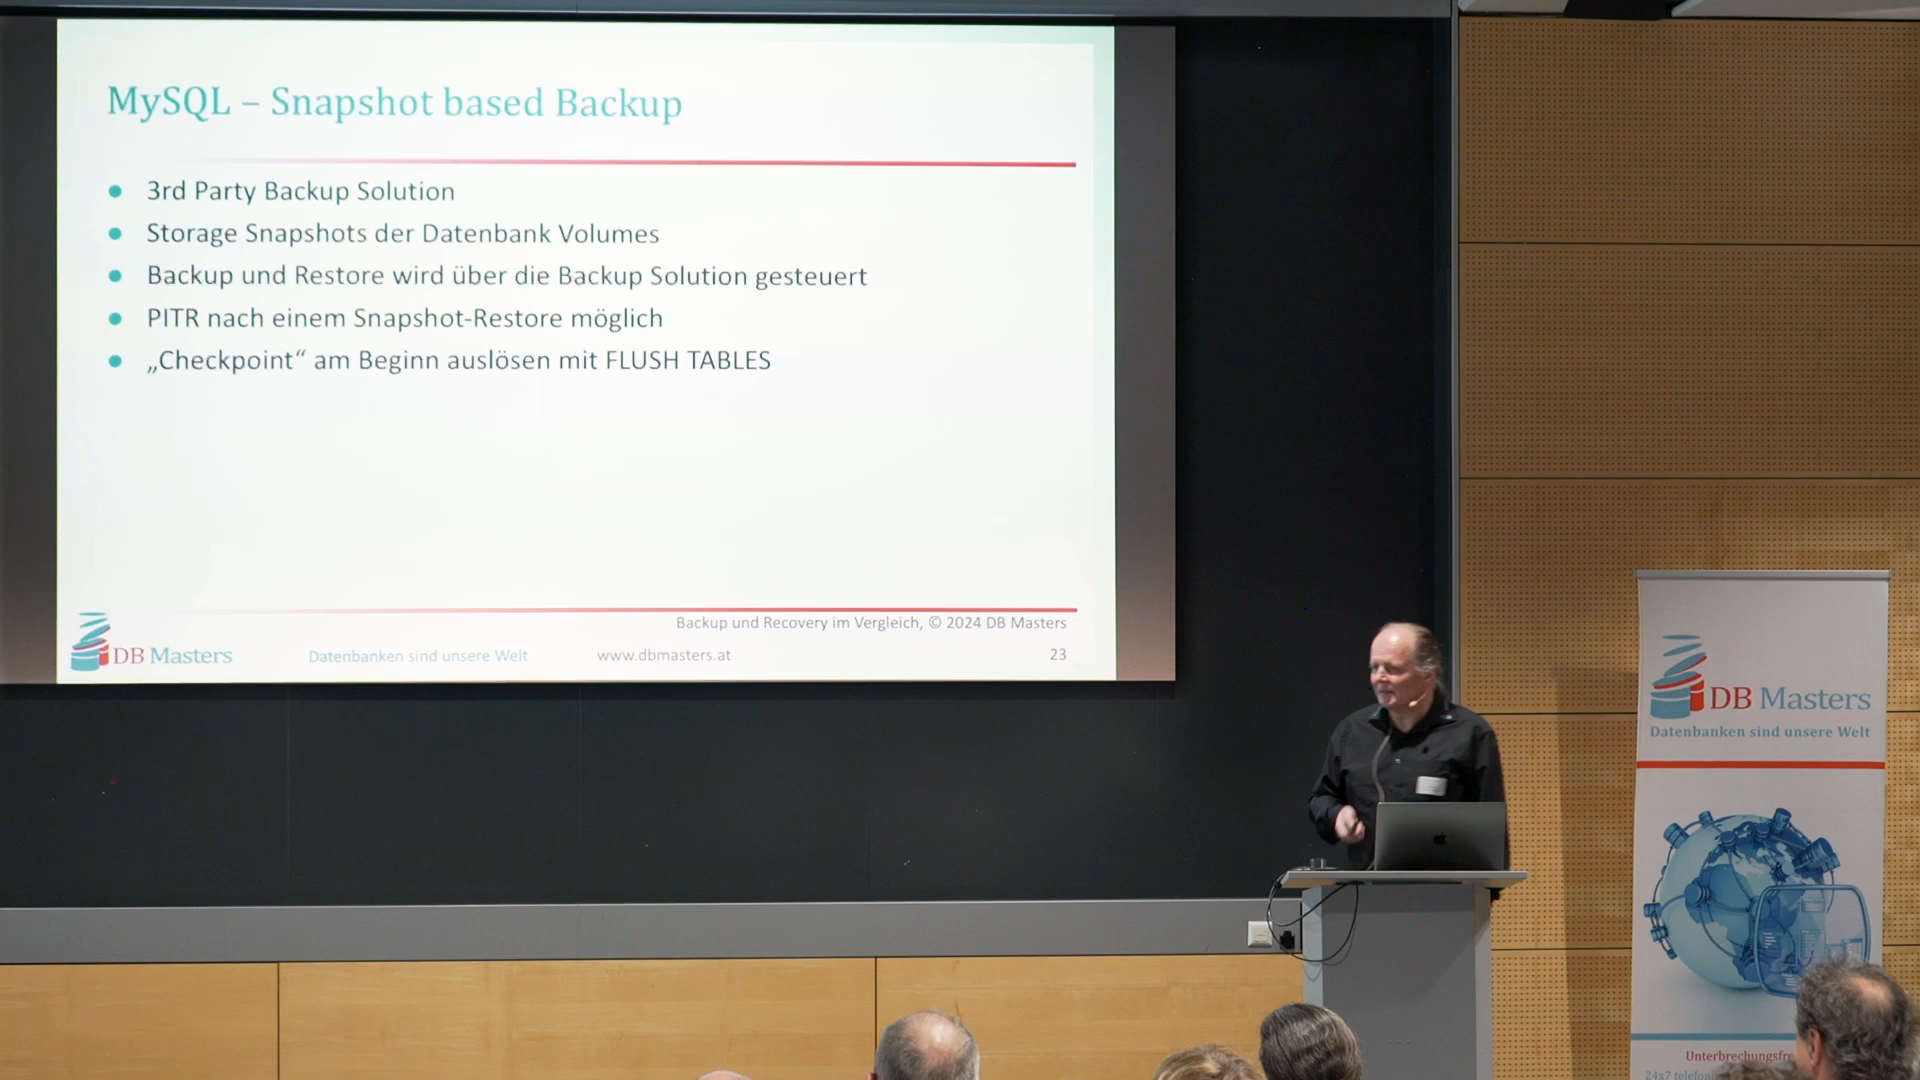 MySQL – Snapshot based Backup
3rd Party Backup Solution
Storage Snapshots der Datenbank Volumes
Backup und Restore wird über die Backup Solution gesteuert
PITR nach einem Snapshot-Restore möglich
„Checkpoint“ am Beginn auslösen mit FLUSH TABLES
Backup und Recovery im Vergleich, © 2024 DB Masters
DB Masters
Datenbanken sind unsere Welt
www.dbmasters.at
23
DB Masters
Datenbanken sind unsere Welt
Unterbrechungsfre
24x7 telefoni